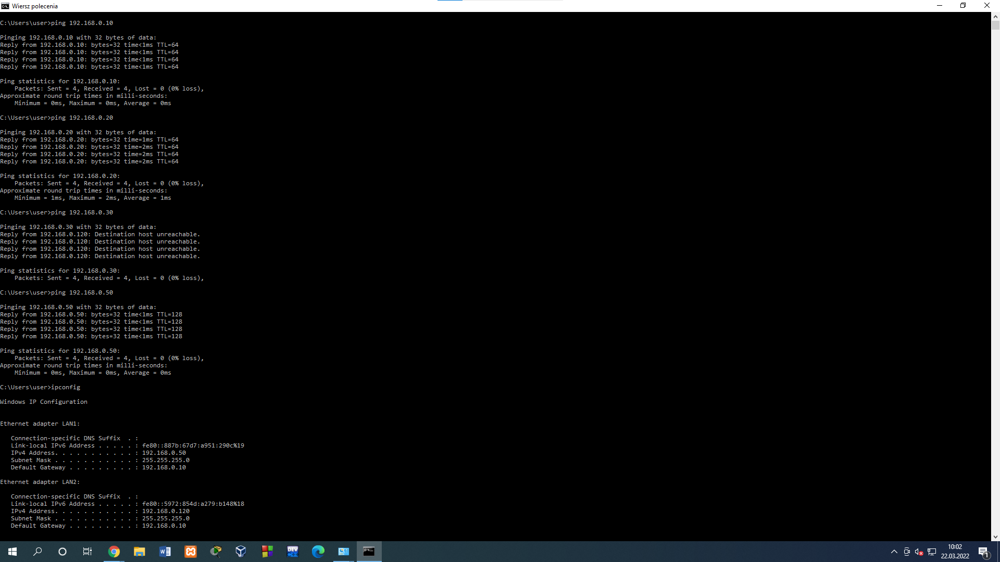 Wiersz polecenia
C:\Users\user>ping 192.168.0.10
Pinging 192.168.0.10 with 32 bytes of data:
Reply from 192.168.0.10: bytes=32 time<1ms TTL=64
Reply from 192.168.0.10: bytes=32 time<1ms TTL=64
Reply from 192.168.0.10: bytes=32 time<1ms TTL=64
Reply from 192.168.0.10: bytes=32 time<1ms TTL=64
Ping statistics for 192.168.0.10:
    Packets: Sent = 4, Received = 4, Lost = 0 (0% loss),
Approximate round trip times in milli-seconds:
    Minimum = 0ms, Maximum = 0ms, Average = 0ms
C:\Users\user>ping 192.168.0.20
Pinging 192.168.0.20 with 32 bytes of data:
Reply from 192.168.0.20: bytes=32 time=1ms TTL=64
Reply from 192.168.0.20: bytes=32 time=2ms TTL=64
Reply from 192.168.0.20: bytes=32 time=2ms TTL=64
Reply from 192.168.0.20: bytes=32 time=2ms TTL=64
Ping statistics for 192.168.0.20:
    Packets: Sent = 4, Received = 4, Lost = 0 (0% loss),
Approximate round trip times in milli-seconds:
    Minimum = 1ms, Maximum = 2ms, Average = 1ms
C:\Users\user>ping 192.168.0.30
Pinging 192.168.0.30 with 32 bytes of data:
Reply from 192.168.0.120: Destination host unreachable.
Reply from 192.168.0.120: Destination host unreachable.
Reply from 192.168.0.120: Destination host unreachable.
Reply from 192.168.0.120: Destination host unreachable.
Ping statistics for 192.168.0.30:
    Packets: Sent = 4, Received = 4, Lost = 0 (0% loss),
C:\Users\user>ping 192.168.0.50
Pinging 192.168.0.50 with 32 bytes of data:
Reply from 192.168.0.50: bytes=32 time<1ms TTL=128
Reply from 192.168.0.50: bytes=32 time<1ms TTL=128
Reply from 192.168.0.50: bytes=32 time<1ms TTL=128
Reply from 192.168.0.50: bytes=32 time<1ms TTL=128
Ping statistics for 192.168.0.50:
    Packets: Sent = 4, Received = 4, Lost = 0 (0% loss),
Approximate round trip times in milli-seconds:
    Minimum = 0ms, Maximum = 0ms, Average = 0ms
C:\Users\user>ipconfig
Windows IP Configuration
Ethernet adapter LAN1:
   Connection-specific DNS Suffix  . :
   Link-local IPv6 Address . . . . . : fe80::887b:67d7:a951:290c%19
   IPv4 Address. . . . . . . . . . . : 192.168.0.50
   Subnet Mask . . . . . . . . . . . : 255.255.255.0
   Default Gateway . . . . . . . . . : 192.168.0.10
Ethernet adapter LAN2:
   Connection-specific DNS Suffix  . :
   Link-local IPv6 Address . . . . . : fe80::5972:854d:a279:b148%18
   IPv4 Address. . . . . . . . . . . : 192.168.0.120
   Subnet Mask . . . . . . . . . . . : 255.255.255.0
   Default Gateway . . . . . . . . . : 192.168.0.10
DEV
C++
10:02
22.03.2022
1